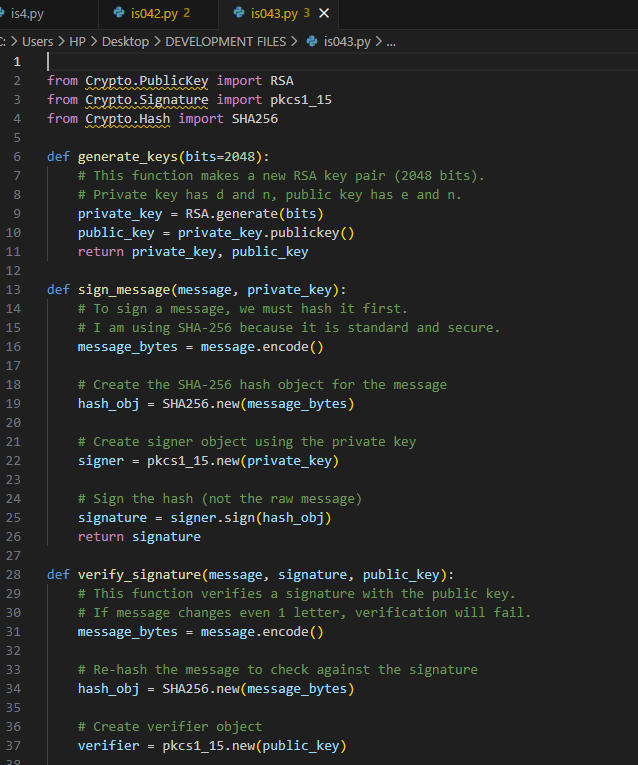 is4.py is042.py 2 is043.py 3 ×
C: > Users > HP > Desktop > DEVELOPMENT FILES > is043.py > ...
1
2 from Crypto.PublicKey import RSA
3 from Crypto.Signature import pkcs1_15
4 from Crypto.Hash import SHA256
5
6 def generate_keys(bits=2048):
7     # This function makes a new RSA key pair (2048 bits).
8     # Private key has d and n, public key has e and n.
9     private_key = RSA.generate(bits)
10     public_key = private_key.publickey()
11     return private_key, public_key
12
13 def sign_message(message, private_key):
14     # To sign a message, we must hash it first.
15     # I am using SHA-256 because it is standard and secure.
16     message_bytes = message.encode()
17
18     # Create the SHA-256 hash object for the message
19     hash_obj = SHA256.new(message_bytes)
20
21     # Create signer object using the private key
22     signer = pkcs1_15.new(private_key)
23
24     # Sign the hash (not the raw message)
25     signature = signer.sign(hash_obj)
26     return signature
27
28 def verify_signature(message, signature, public_key):
29     # This function verifies a signature with the public key.
30     # If message changes even 1 letter, verification will fail.
31     message_bytes = message.encode()
32
33     # Re-hash the message to check against the signature
34     hash_obj = SHA256.new(message_bytes)
35
36     # Create verifier object
37     verifier = pkcs1_15.new(public_key)
38